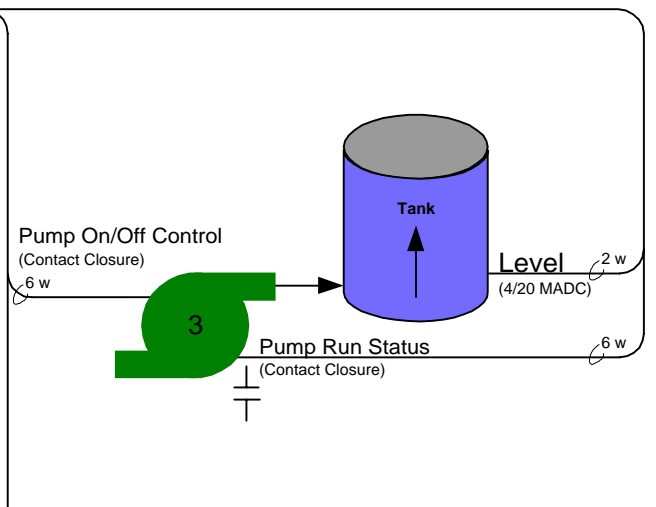 Tank
Pump On/Off Control
(Contact Closure)
6 w
Level
(4/20 MADC)
2 w
3
Pump Run Status
(Contact Closure)
6 w